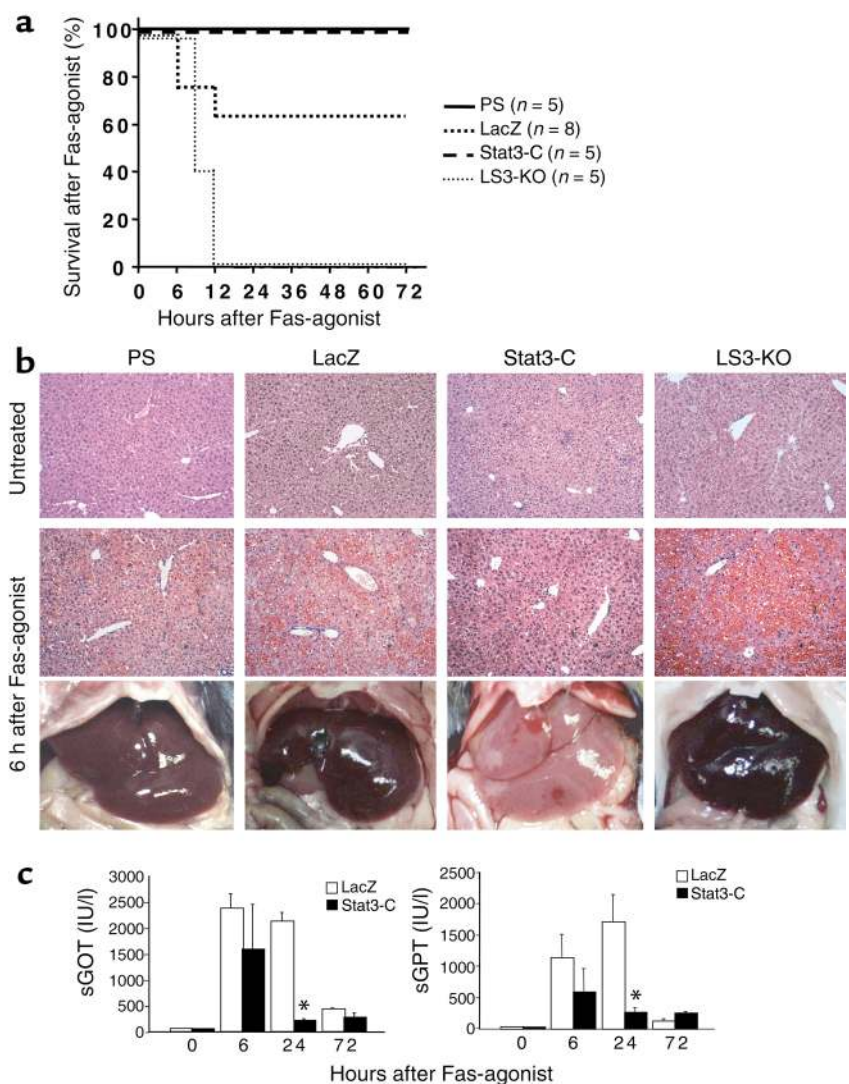 a
Survival after Fas-agonist (%)
100
80
60
40
20
0
0 6 12 24 36 48 60 72
Hours after Fas-agonist
PS (n = 5)
LacZ (n = 8)
Stat3-C (n = 5)
LS3-KO (n = 5)
b
PS LacZ Stat3-C LS3-KO
Untreated
6 h after Fas-agonist
c
sGOT (IU/l)
3000
2500
2000
1500
1000
500
0
LacZ
Stat3-C
*
0 6 24 72
sGPT (IU/l)
2500
2000
1500
1000
500
0
LacZ
Stat3-C
*
0 6 24 72
Hours after Fas-agonist